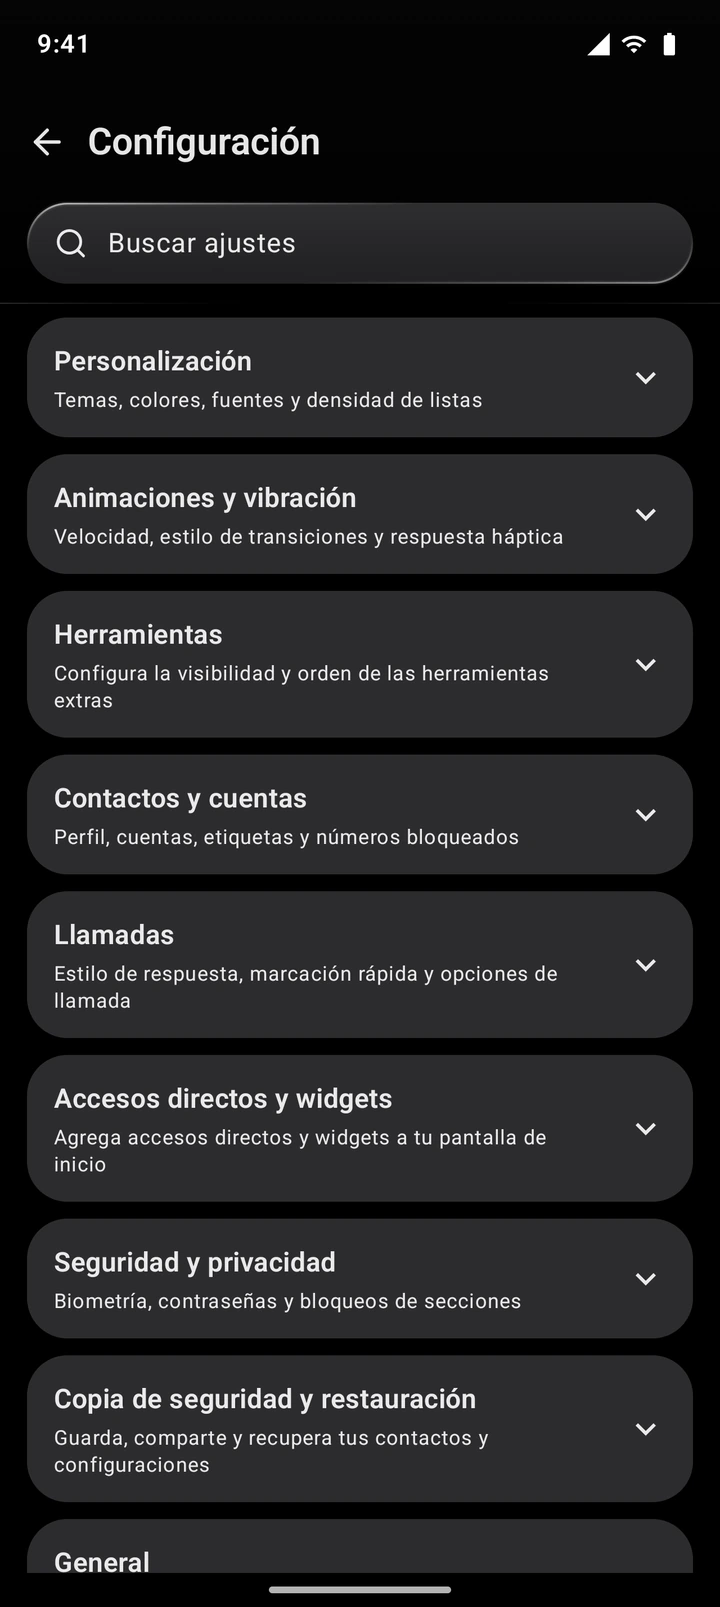 9:41
Configuración
Buscar ajustes
Personalización
Temas, colores, fuentes y densidad de listas
Animaciones y vibración
Velocidad, estilo de transiciones y respuesta háptica
Herramientas
Configura la visibilidad y orden de las herramientas
extras
Contactos y cuentas
Perfil, cuentas, etiquetas y números bloqueados
Llamadas
Estilo de respuesta, marcación rápida y opciones de
llamada
Accesos directos y widgets
Agrega accesos directos y widgets a tu pantalla de
inicio
Seguridad y privacidad
Biometría, contraseñas y bloqueos de secciones
Copia de seguridad y restauración
Guarda, comparte y recupera tus contactos y
configuraciones
General